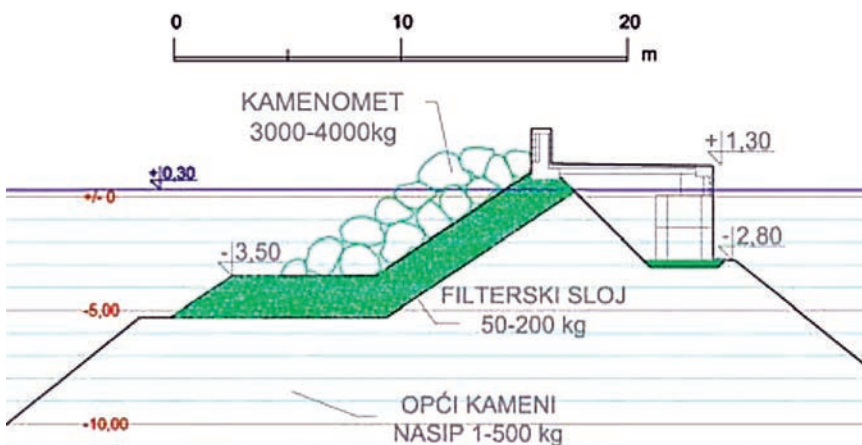 0 10 20
m
KAMENOMET
3000-4000kg
+1,30
+0,30
+/- 0
-3,50
-2,80
-5,00
FILTERSKI SLOJ
50-200 kg
OPĆI KAMENI
NASIP 1-500 kg
-10,00